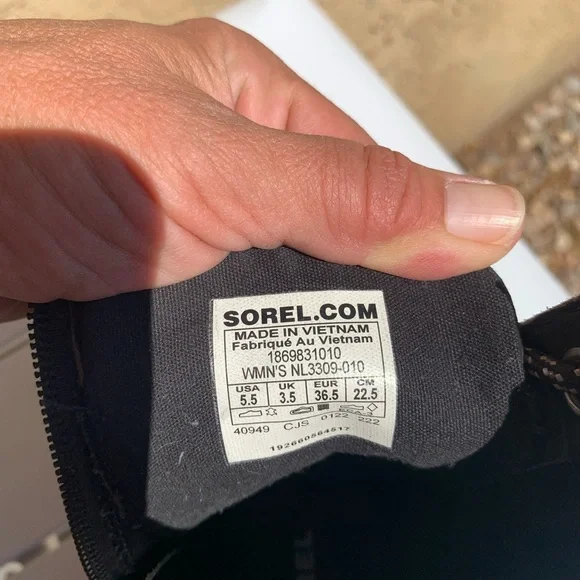 SOREL.COM
MADE IN VIETNAM
Fabriqué Au Vietnam
1869831010
WMN'S NL3309-010
USA UK EUR CM
5.5 3.5 36.5 22.5
40949 CJS 0122 222
192660564517